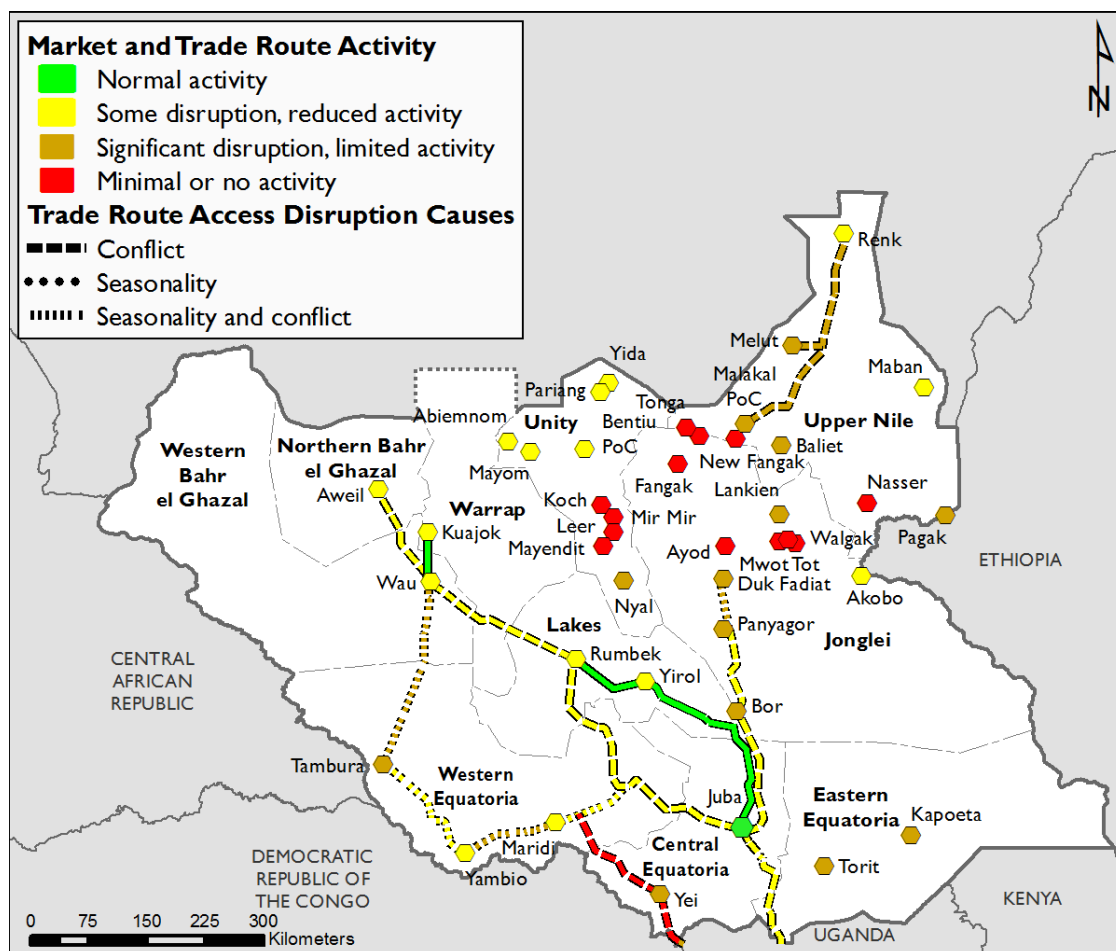 Market and Trade Route Activity
Normal activity
Some disruption, reduced activity
Significant disruption, limited activity
Minimal or no activity
Trade Route Access Disruption Causes
Conflict
Seasonality
Seasonality and conflict
N
Renk
Melut
Yida
Maban
Malakal
PoC
Pariang
Tonga
Upper Nile
Abiemnom
Unity
Bentiu
PoC
Baliet
Northern Bahr
el Ghazal
Western
Bahr
el Ghazal
Mayom
New Fangak
Fangak
Nasser
Aweil
Lankien
Warrap
Koch
Mir Mir
Kuajok
Leer
Walgak
Pagak
Mayendit
Ayod
Mwot Tot
ETHIOPIA
Wau
Duk Fadiat
Akobo
Nyal
Lakes
Panyagor
Jonglei
Rumbek
CENTRAL
AFRICAN
REPUBLIC
Yirol
Bor
Tambura
Western
Equatoria
Juba
Eastern
Equatoria
Kapoeta
Maridi
Central
Equatoria
DEMOCRATIC
REPUBLIC OF
THE CONGO
Torit
Yambio
Yei
KENYA
UGANDA
0 75 150 225 300
Kilometers